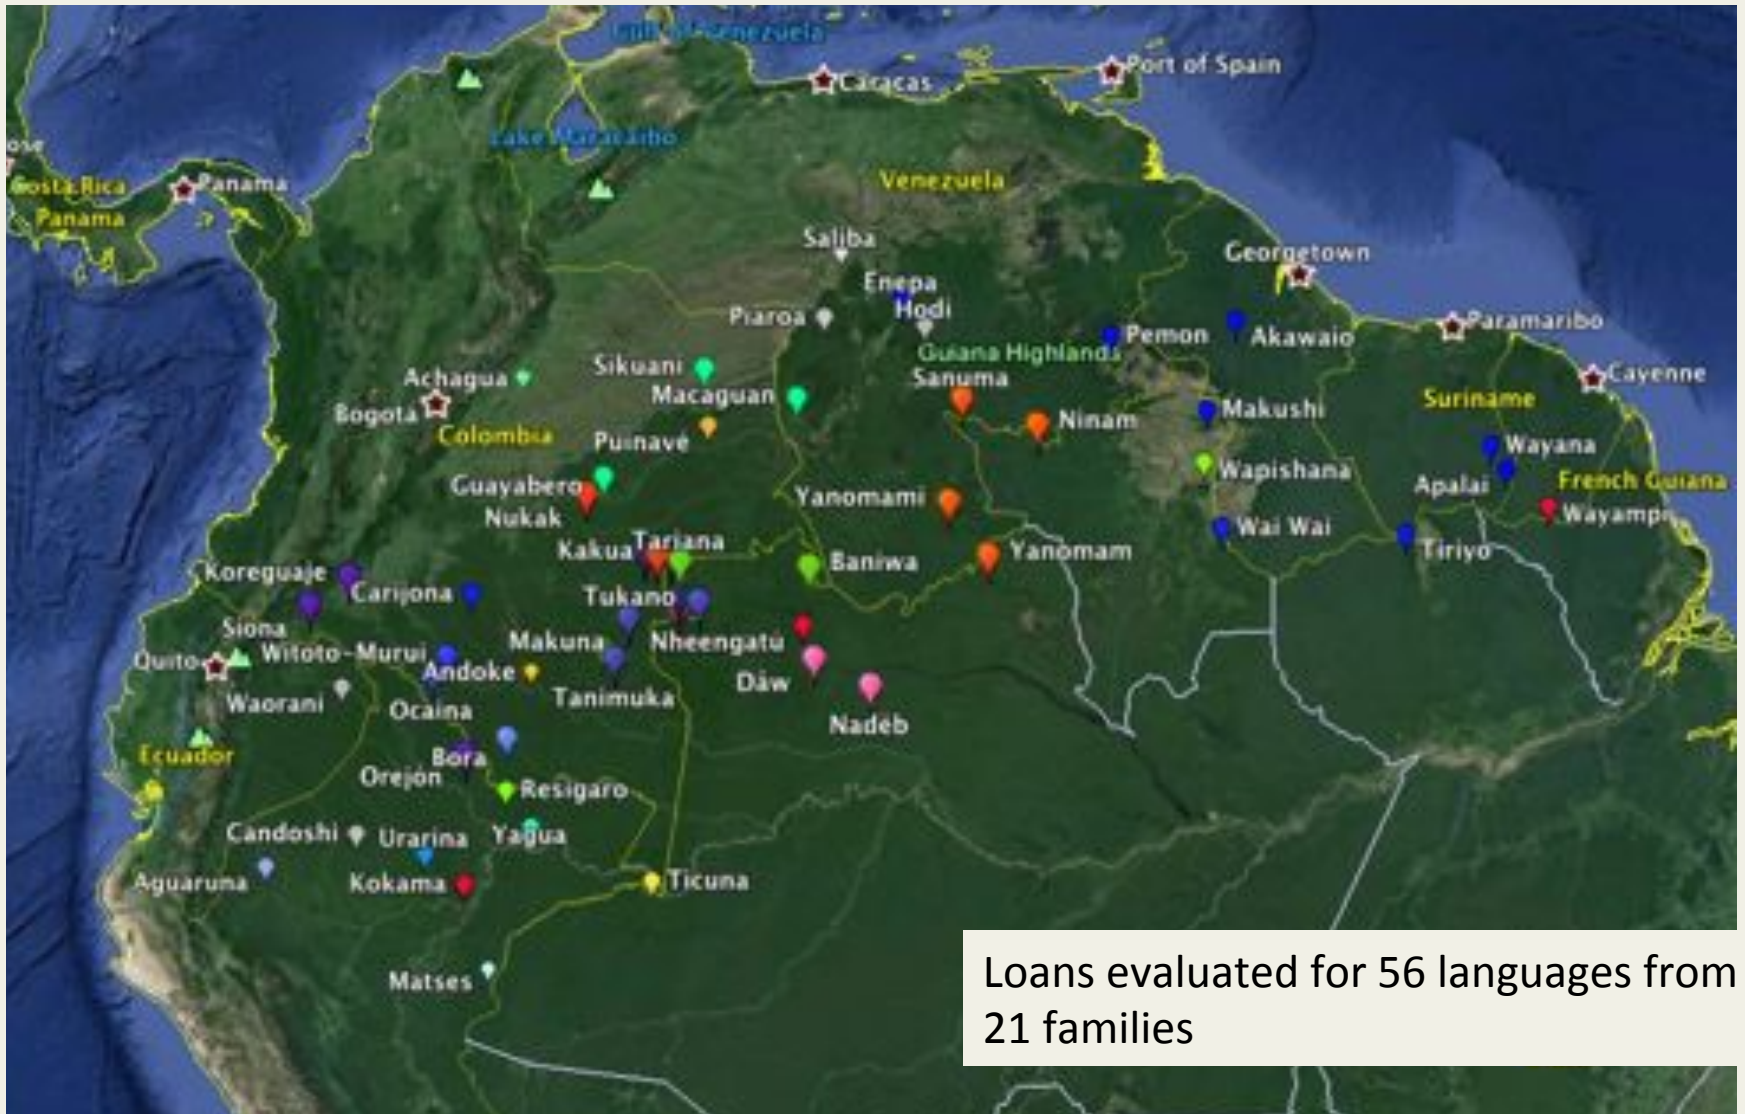 Gulf of Venezuela
Port of Spain
Caracas
Lake Maracaibo
ose
Costa Rica
Panama
Panama
Venezuela
Saliba
Georgetown
Enepa
Hodi
Piaroa
Pemon
Akawaio
Paramaribo
Guiana Highlands
Sikuani
Sanuma
Achagua
Cayenne
Macaguan
Suriname
Bogota
Makushi
Ninam
Colombia
Puinave
Wayana
Wapishana
Apalai
French Guiana
Guayabero
Yanomami
Nukak
Wayampi
Wai Wai
Tariana
Kakua
Yanomam
Tiriyo
Baniwa
Koreguaje
Carijona
Tukano
Siona
Makuna
Nheengatu
Witoto-Murui
Quito
Andoke
Dâw
Tanimuka
Waorani
Ocaina
Nadëb
Ecuador
Bora
Orejón
Resigaro
Candoshi
Urarina
Yagua
Aguaruna
Kokama
Ticuna
Matses
Loans evaluated for 56 languages from
21 families